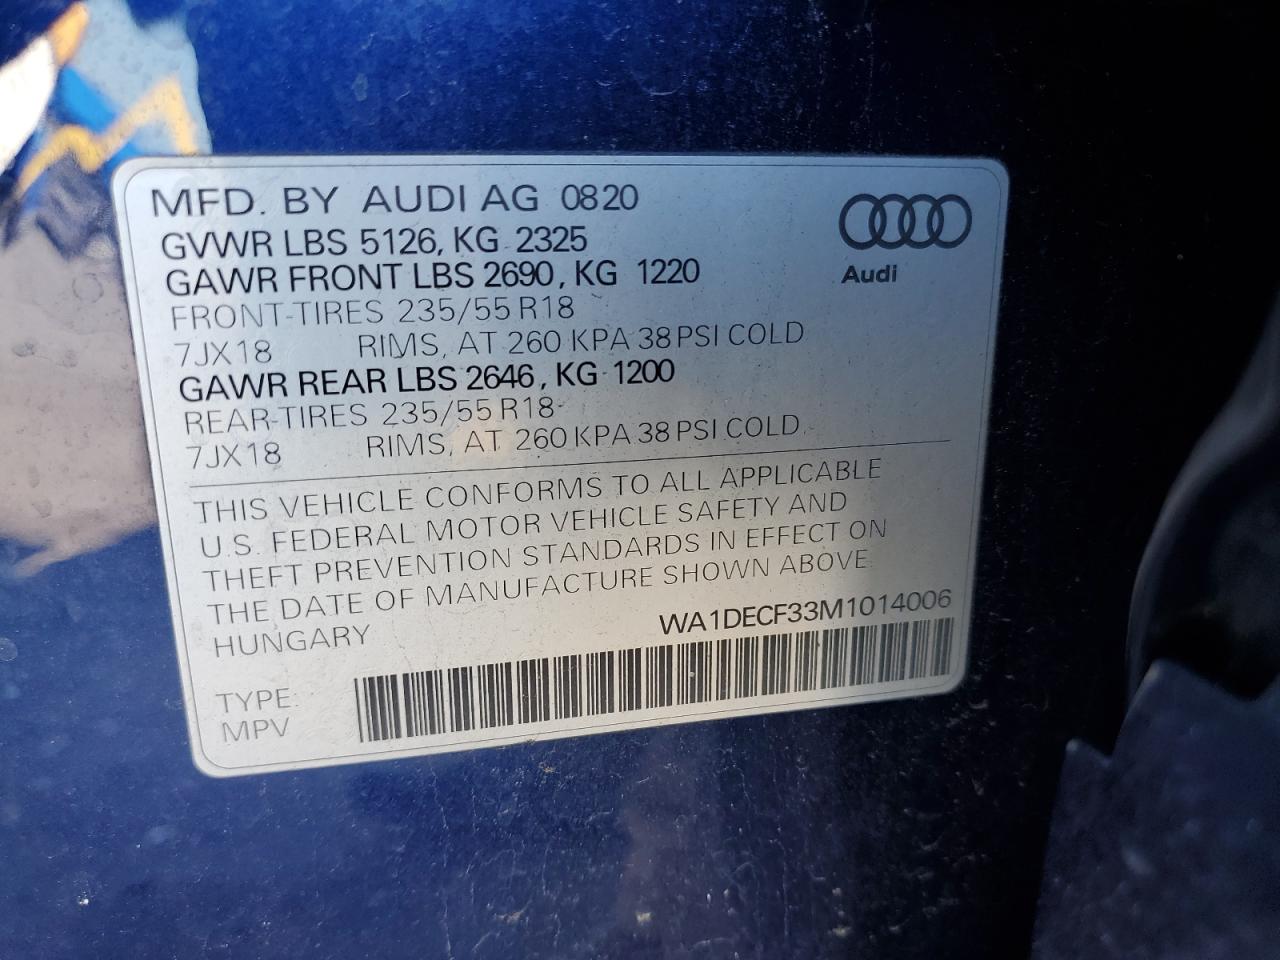 MFD. BY AUDI AG 0820
GVWR LBS 5126, KG 2325
GAWR FRONT LBS 2690, KG 1220
FRONT-TIRES 235/55 R18
7JX18 RIMS, AT 260 KPA 38 PSI COLD
GAWR REAR LBS 2646, KG 1200
REAR-TIRES 235/55 R18
7JX18 RIMS, AT 260 KPA 38 PSI COLD
Audi
THIS VEHICLE CONFORMS TO ALL APPLICABLE
U.S. FEDERAL MOTOR VEHICLE SAFETY AND
THEFT PREVENTION STANDARDS IN EFFECT ON
THE DATE OF MANUFACTURE SHOWN ABOVE
HUNGARY WA1DECF33M1014006
TYPE:
MPV